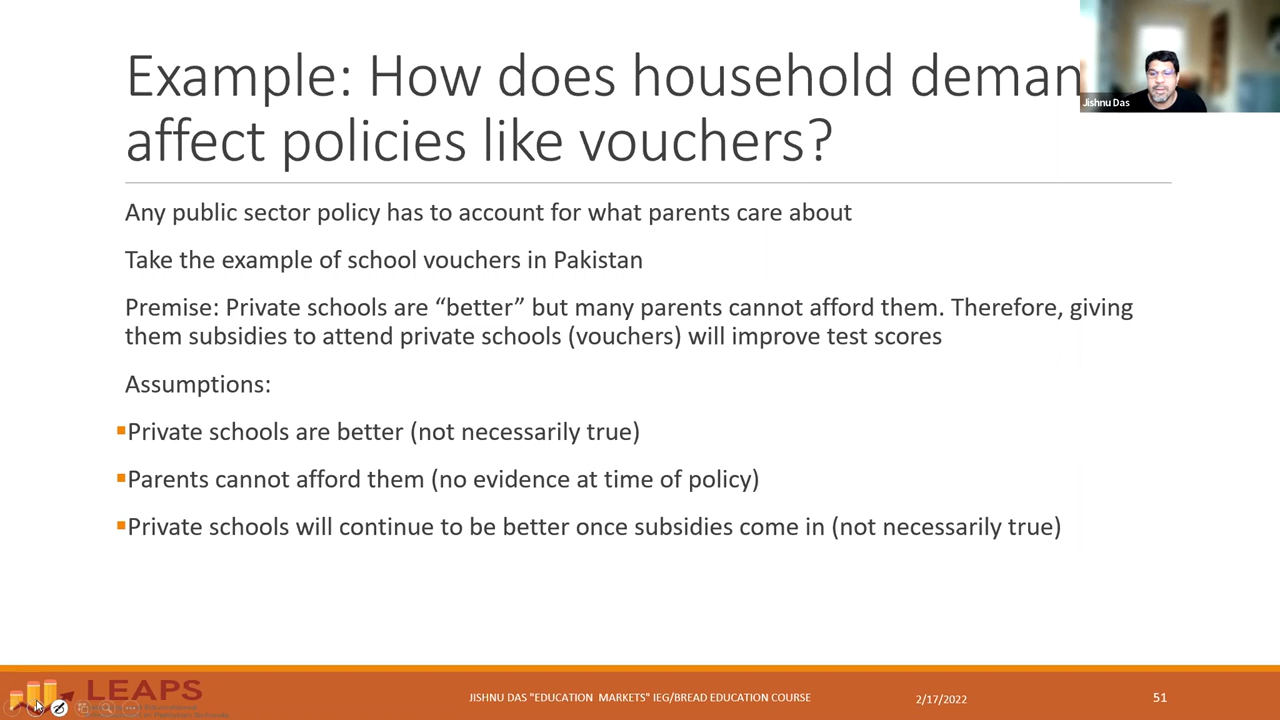 Example: How does household deman
affect policies like vouchers?
Jishnu Das
Any public sector policy has to account for what parents care about
Take the example of school vouchers in Pakistan
Premise: Private schools are “better” but many parents cannot afford them. Therefore, giving
them subsidies to attend private schools (vouchers) will improve test scores
Assumptions:
▪Private schools are better (not necessarily true)
▪Parents cannot afford them (no evidence at time of policy)
▪Private schools will continue to be better once subsidies come in (not necessarily true)
LEAPS
JISHNU DAS "EDUCATION MARKETS" IEG/BREAD EDUCATION COURSE
2/17/2022
51